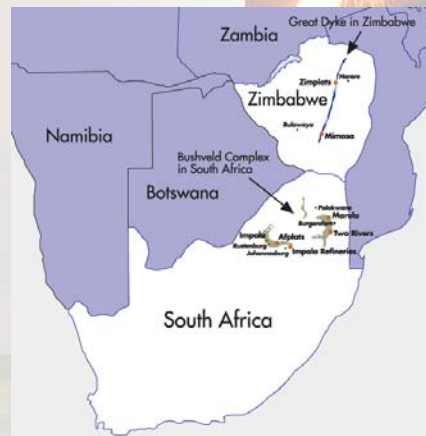 Great Dyke in Zimbabwe
Zambia
Zimplats
Zimbabwe
Bulawayo
Mimosa
Namibia
Bushveld Complex
in South Africa
Botswana
Polokwane
Marula
Burgersfort
Two Rivers
Impala
Afplats
Rustenburg
Johannesburg
Impala Refineries
South Africa